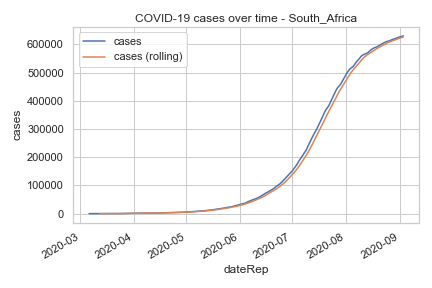 COVID-19 cases over time - South_Africa
cases
cases (rolling)
600000
500000
400000
300000
200000
100000
0
cases
2020-03
2020-04
2020-05
2020-06
2020-07
2020-08
2020-09
dateRep